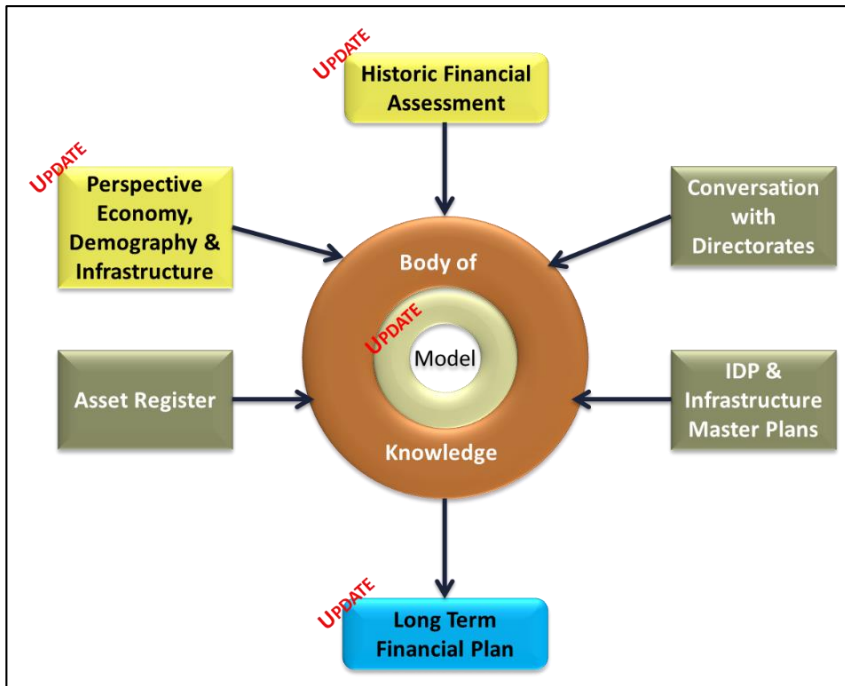 UPDATE
Historic Financial
Assessment
UPDATE
Perspective
Economy,
Demography &
Infrastructure
Conversation
with
Directorates
Body of
UPDATE
Model
Knowledge
Asset Register
IDP &
Infrastructure
Master Plans
UPDATE
Long Term
Financial Plan